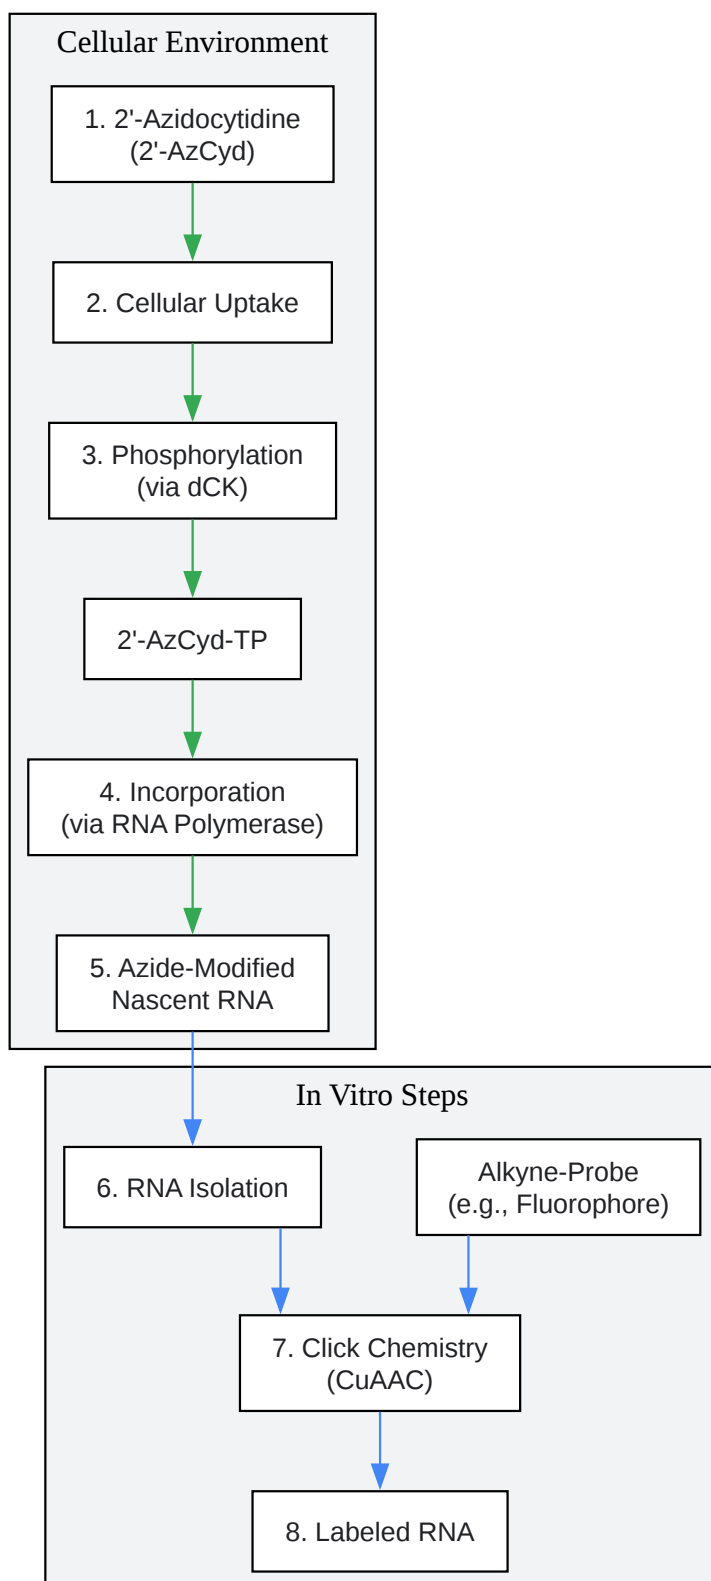 Cellular Environment
1. 2'-Azidocytidine
(2'-AzCyd)
2. Cellular Uptake
3. Phosphorylation
(via dCK)
2'-AzCyd-TP
4. Incorporation
(via RNA Polymerase)
5. Azide-Modified
Nascent RNA
In Vitro Steps
6. RNA Isolation
Alkyne-Probe
(e.g., Fluorophore)
7. Click Chemistry
(CuAAC)
8. Labeled RNA